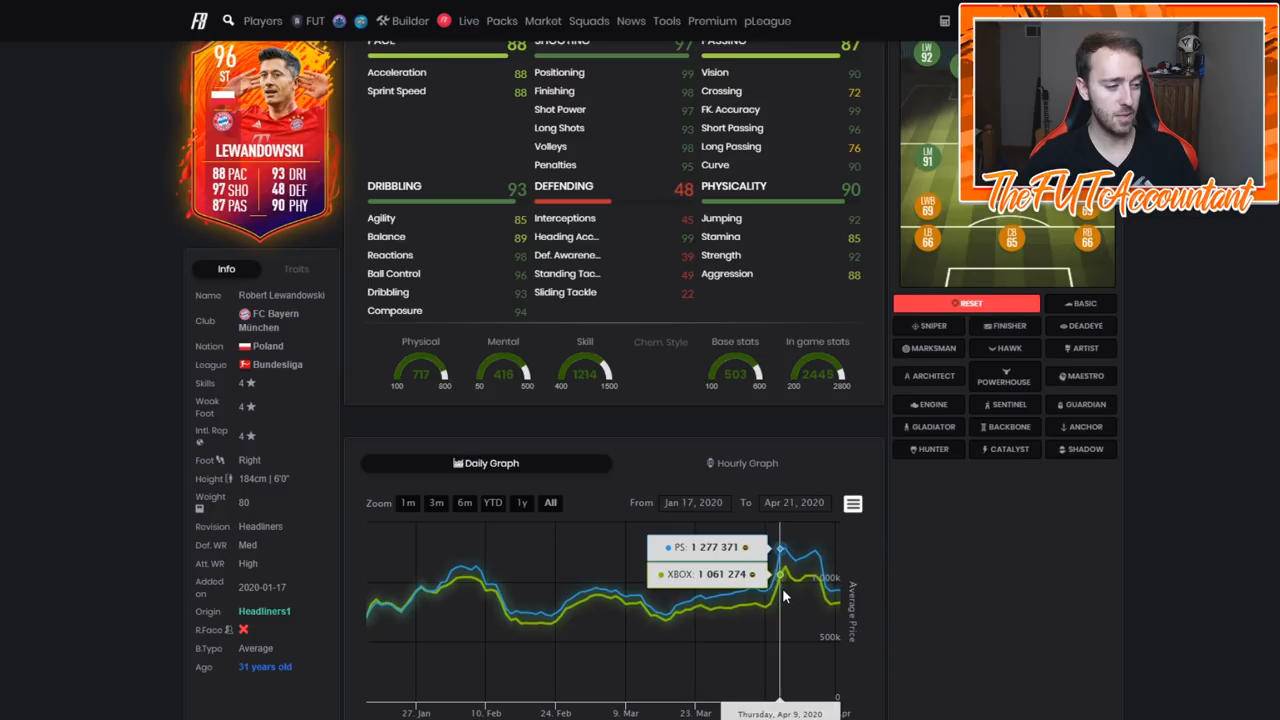 FB Players FUT Builder Live Packs Market Squads News Tools Premium pLeague
96
ST
LEWANDOWSKI
88 PAC 93 DRI
97 SHO 48 DEF
87 PAS 90 PHY
PACE 88
Acceleration 88
Sprint Speed 88
SHOOTING 97
Positioning 99
Finishing 98
Shot Power 97
Long Shots 93
Volleys 98
Penalties 95
PASSING 87
Vision 90
Crossing 72
FK. Accuracy 99
Short Passing 96
Long Passing 76
Curve 90
DRIBBLING 93
Agility 85
Balance 89
Reactions 98
Ball Control 96
Dribbling 93
Composure 94
DEFENDING 48
Interceptions 45
Heading Acc... 99
Def. Aware... 39
Standing Tac... 49
Sliding Tackle 22
PHYSICALITY 90
Jumping 92
Stamina 85
Strength 92
Aggression 88
Physical
717
100 800
Mental
416
50 500
Skill
1214
400 1500
Chem. Style
Base stats
503
100 600
In game stats
2445
200 2800
Info Traits
Name Robert Lewandowski
Club FC Bayern
München
Nation Poland
League Bundesliga
Skills 4
Weak
Foot 4
Intl. Rep 4
Foot Right
Height 184cm | 6'0"
Weight 80
Revision Headliners
Def. WR Med
Att. WR High
Added
on 2020-01-17
Origin Headliners1
R.Face
B.Type Average
Age 31 years old
Daily Graph Hourly Graph
Zoom 1m 3m 6m YTD 1y All From Jan 17, 2020 To Apr 21, 2020
PS: 1 277 371
XBOX: 1 061 274
500k
0
Average Price
27. Jan 10. Feb 24. Feb 9. Mar 23. Mar
Thursday, Apr 9, 2020
LW
92
LM
91
LWB
69
69
LB
66
CB
65
RB
66
TheFUTAccountant
RESET BASIC
SNIPER FINISHER DEADEYE
MARKSMAN HAWK ARTIST
ARCHITECT POWERHOUSE MAESTRO
ENGINE SENTINEL GUARDIAN
GLADIATOR BACKBONE ANCHOR
HUNTER CATALYST SHADOW